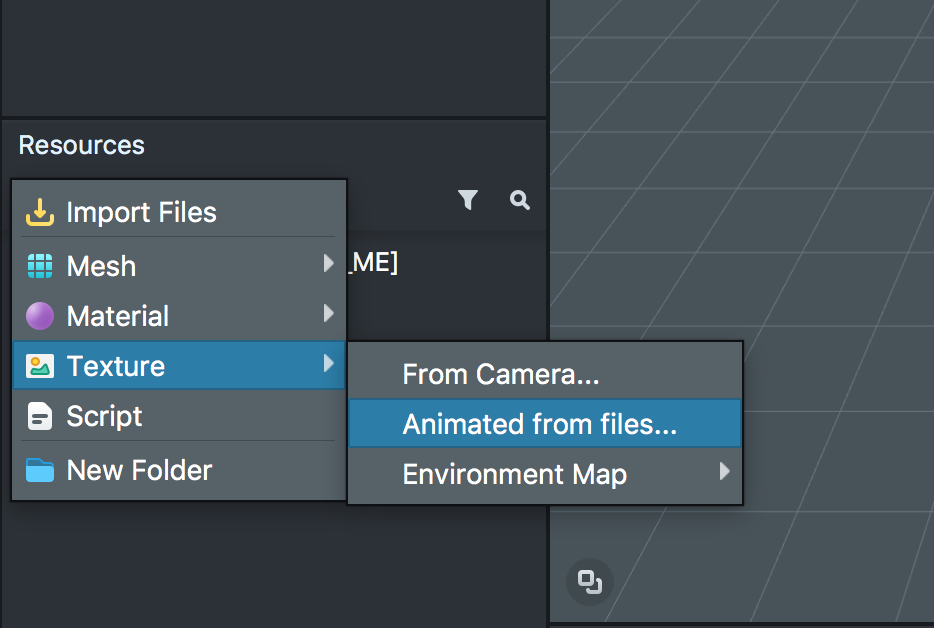 Resources
Import Files
Mesh
_ME]
Material
Texture
From Camera...
Animated from files...
Script
Environment Map
New Folder